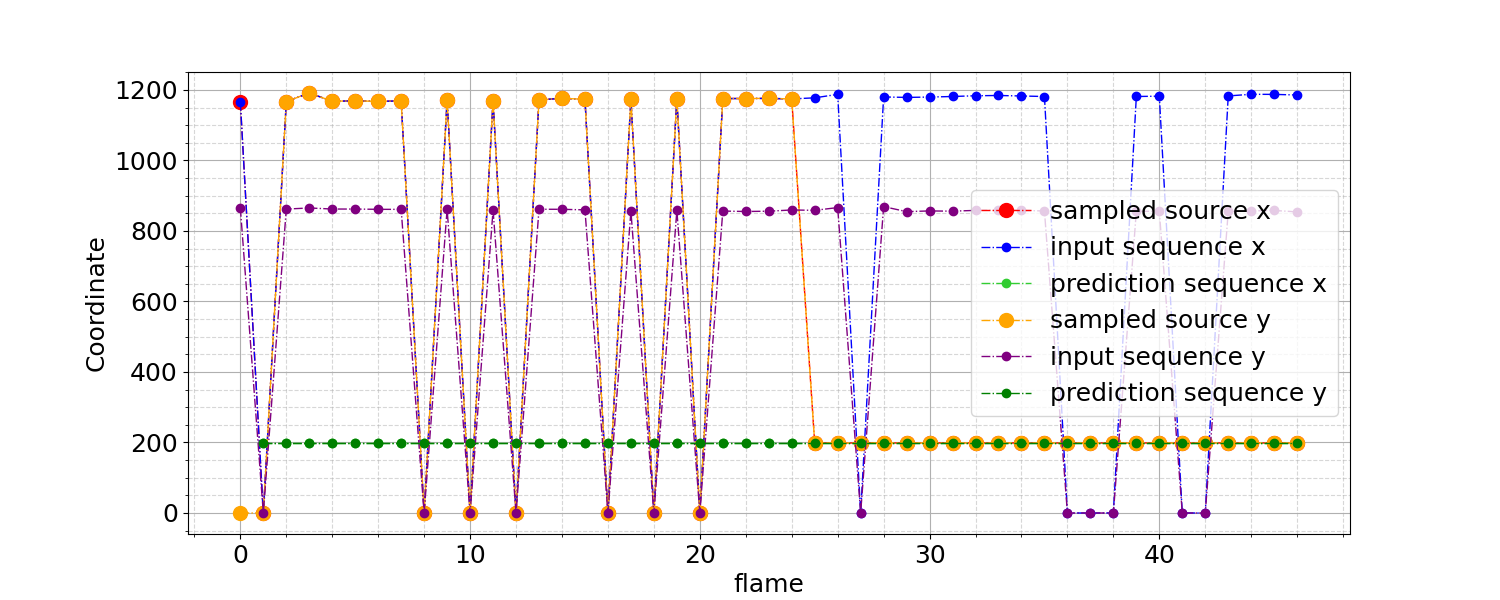 1200
1000
800
600
400
200
0
Coordinate
0 10 20 30 40
flame
sampled source x
input sequence x
prediction sequence x
sampled source y
input sequence y
prediction sequence y